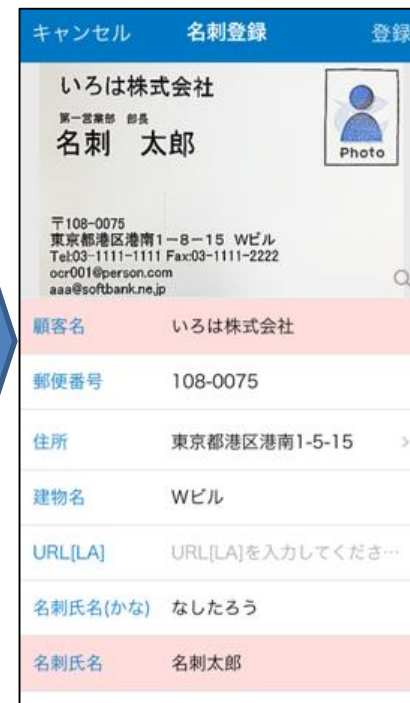 キャンセル 名刺登録 登録
いろは株式会社
第一営業部 部長
名刺 太郎
Photo
〒108-0075
東京都港区港南1-8-15 Wビル
Tel:03-1111-1111 Fax:03-1111-2222
ocr001@person.com
aaa@softbank.ne.jp
顧客名 いろは株式会社
郵便番号 108-0075
住所 東京都港区港南1-5-15
建物名 Wビル
URL[LA] URL[LA]を入力してくださ…
名刺氏名(かな) なしたろう
名刺氏名 名刺太郎